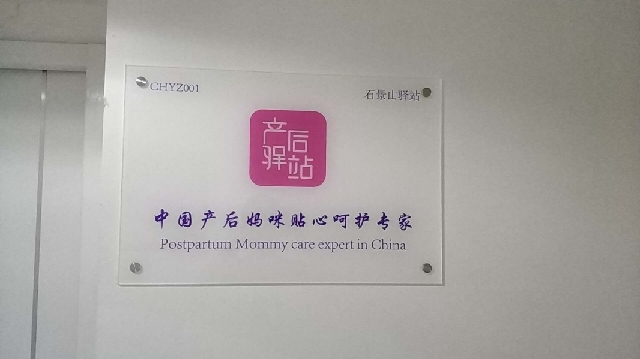 CHYZ001
石景山驿站
产后
驿站
中国产后妈咪贴心呵护专家
Postpartum Mommy care expert in China